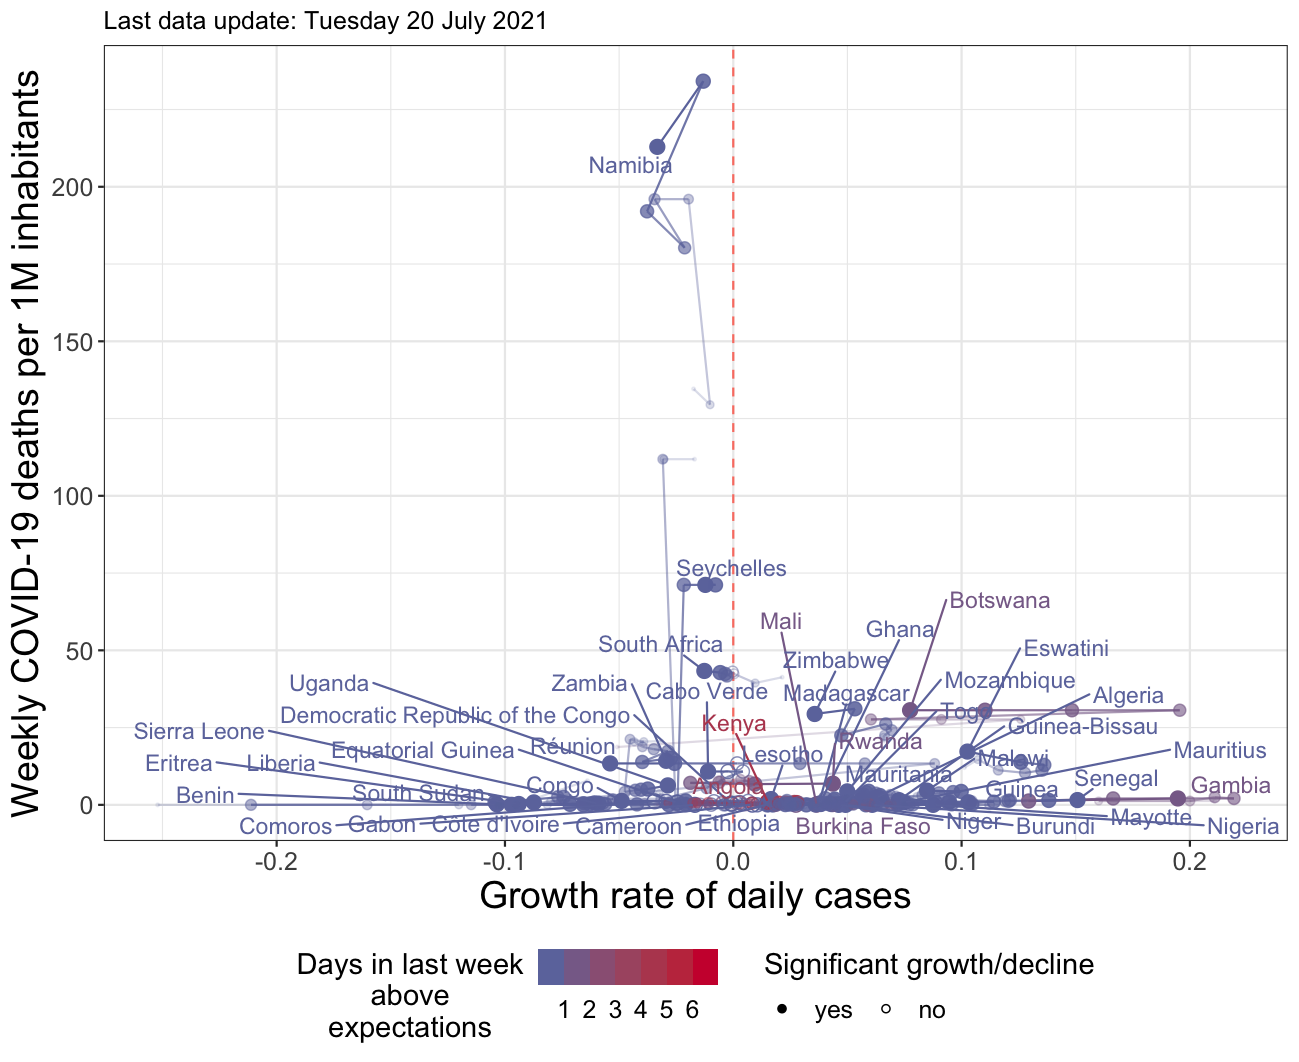 Last data update: Tuesday 20 July 2021
Weekly COVID-19 deaths per 1M inhabitants
200
150
100
50
0
Namibia
Seychelles
Botswana
Mali
Ghana
South Africa
Eswatini
Zimbabwe
Uganda
Zambia
Cabo Verde
Madagascar
Mozambique
Algeria
Democratic Republic of the Congo
Togo
Kenya
Guinea-Bissau
Sierra Leone
Equatorial Guinea
Réunion
Rwanda
Lesotho
Malawi
Mauritius
Eritrea
Liberia
Mauritania
Senegal
Benin
South Sudan
Congo
Angola
Guinea
Gambia
Comoros
Gabon
Côte d'Ivoire
Cameroon
Ethiopia
Burkina Faso
Niger
Burundi
Mayotte
Nigeria
-0.2
-0.1
0.0
0.1
0.2
Growth rate of daily cases
Days in last week
above
expectations
1 2 3 4 5 6
Significant growth/decline
yes no